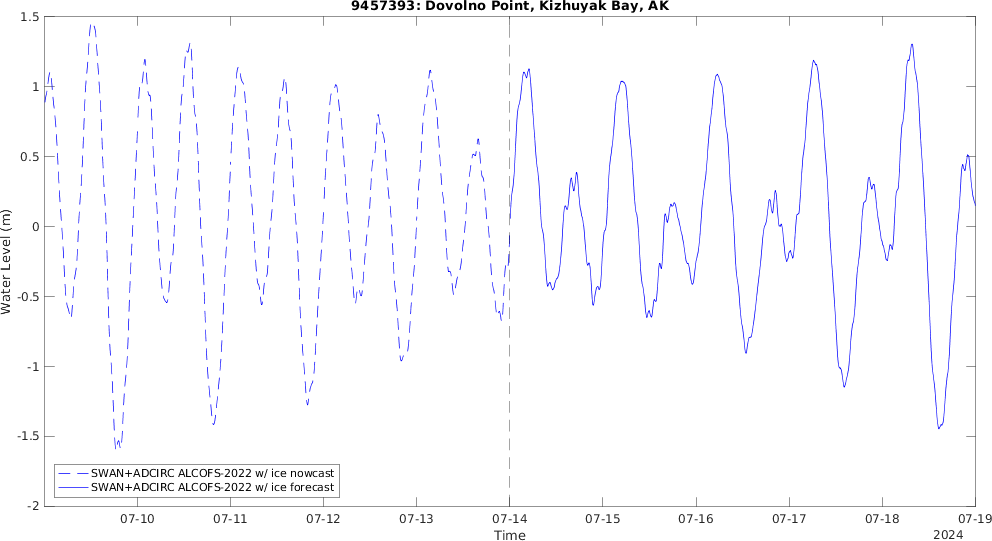 9457393: Dovolno Point, Kizhuyak Bay, AK
Water Level (m)
1.5
1
0.5
0
-0.5
-1
-1.5
-2
SWAN+ADCIRC ALCOFS-2022 w/ ice nowcast
SWAN+ADCIRC ALCOFS-2022 w/ ice forecast
07-10 07-11 07-12 07-13 07-14 07-15 07-16 07-17 07-18 07-19
Time
2024